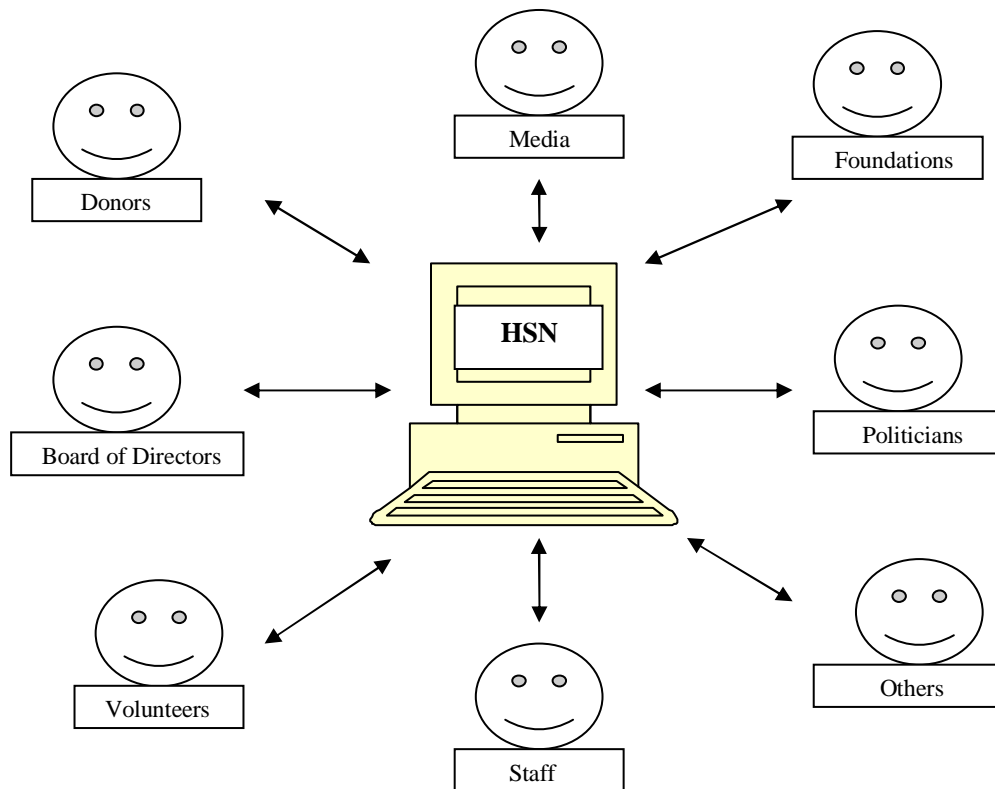 Media
Foundations
Donors
HSN
Board of Directors
Politicians
Volunteers
Others
Staff